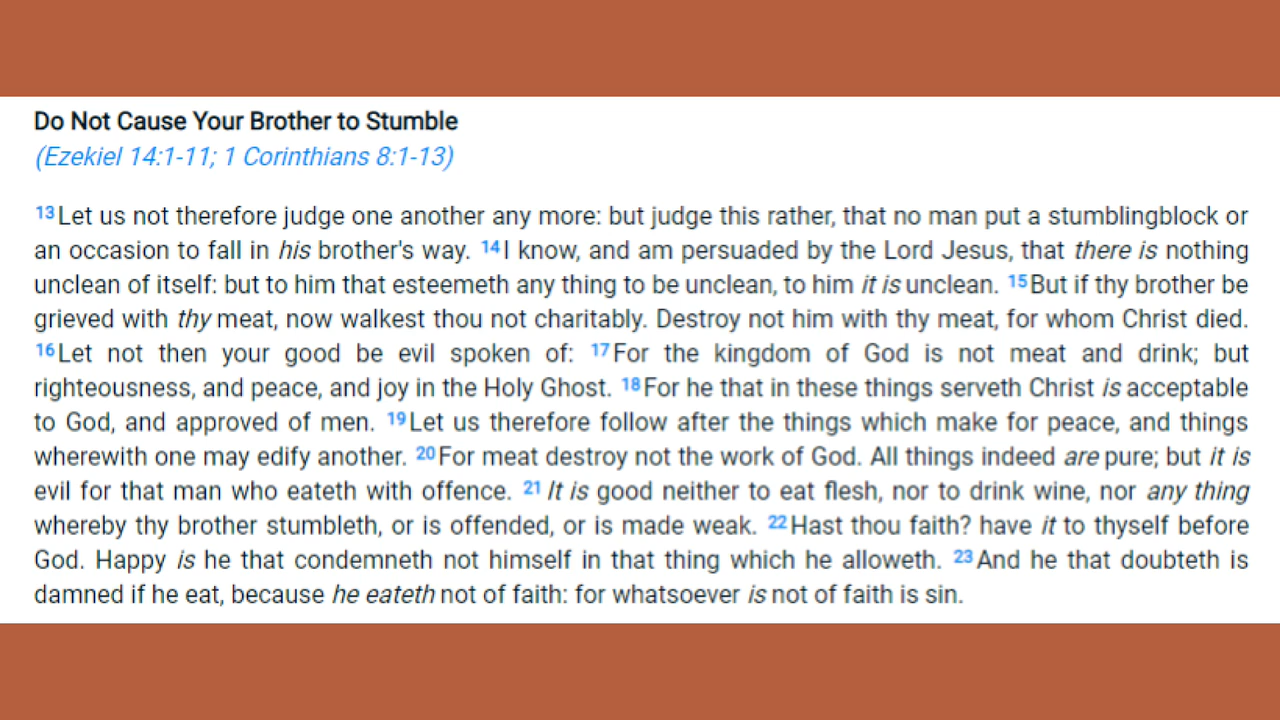 Do Not Cause Your Brother to Stumble
(Ezekiel 14:1-11; 1 Corinthians 8:1-13)
13 Let us not therefore judge one another any more: but judge this rather, that no man put a stumblingblock or
an occasion to fall in his brother's way. 14 I know, and am persuaded by the Lord Jesus, that there is nothing
unclean of itself: but to him that esteemeth any thing to be unclean, to him it is unclean. 15 But if thy brother be
grieved with thy meat, now walkest thou not charitably. Destroy not him with thy meat, for whom Christ died.
16 Let not then your good be evil spoken of: 17 For the kingdom of God is not meat and drink; but
righteousness, and peace, and joy in the Holy Ghost. 18 For he that in these things serveth Christ is acceptable
to God, and approved of men. 19 Let us therefore follow after the things which make for peace, and things
wherewith one may edify another. 20 For meat destroy not the work of God. All things indeed are pure; but it is
evil for that man who eateth with offence. 21 It is good neither to eat flesh, nor to drink wine, nor any thing
whereby thy brother stumbleth, or is offended, or is made weak. 22 Hast thou faith? have it to thyself before
God. Happy is he that condemneth not himself in that thing which he alloweth. 23 And he that doubteth is
damned if he eat, because he eateth not of faith: for whatsoever is not of faith is sin.